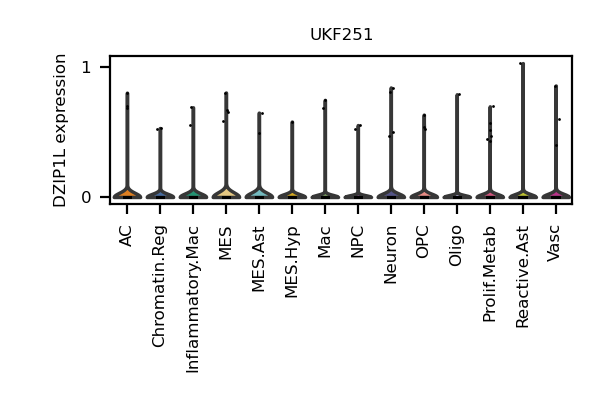 UKF251
DZIP1L expression
1
0
AC
Chromatin.Reg
Inflammatory.Mac
MES
MES.Ast
MES.Hyp
Mac
NPC
Neuron
OPC
Oligo
Prolif.Metab
Reactive.Ast
Vasc